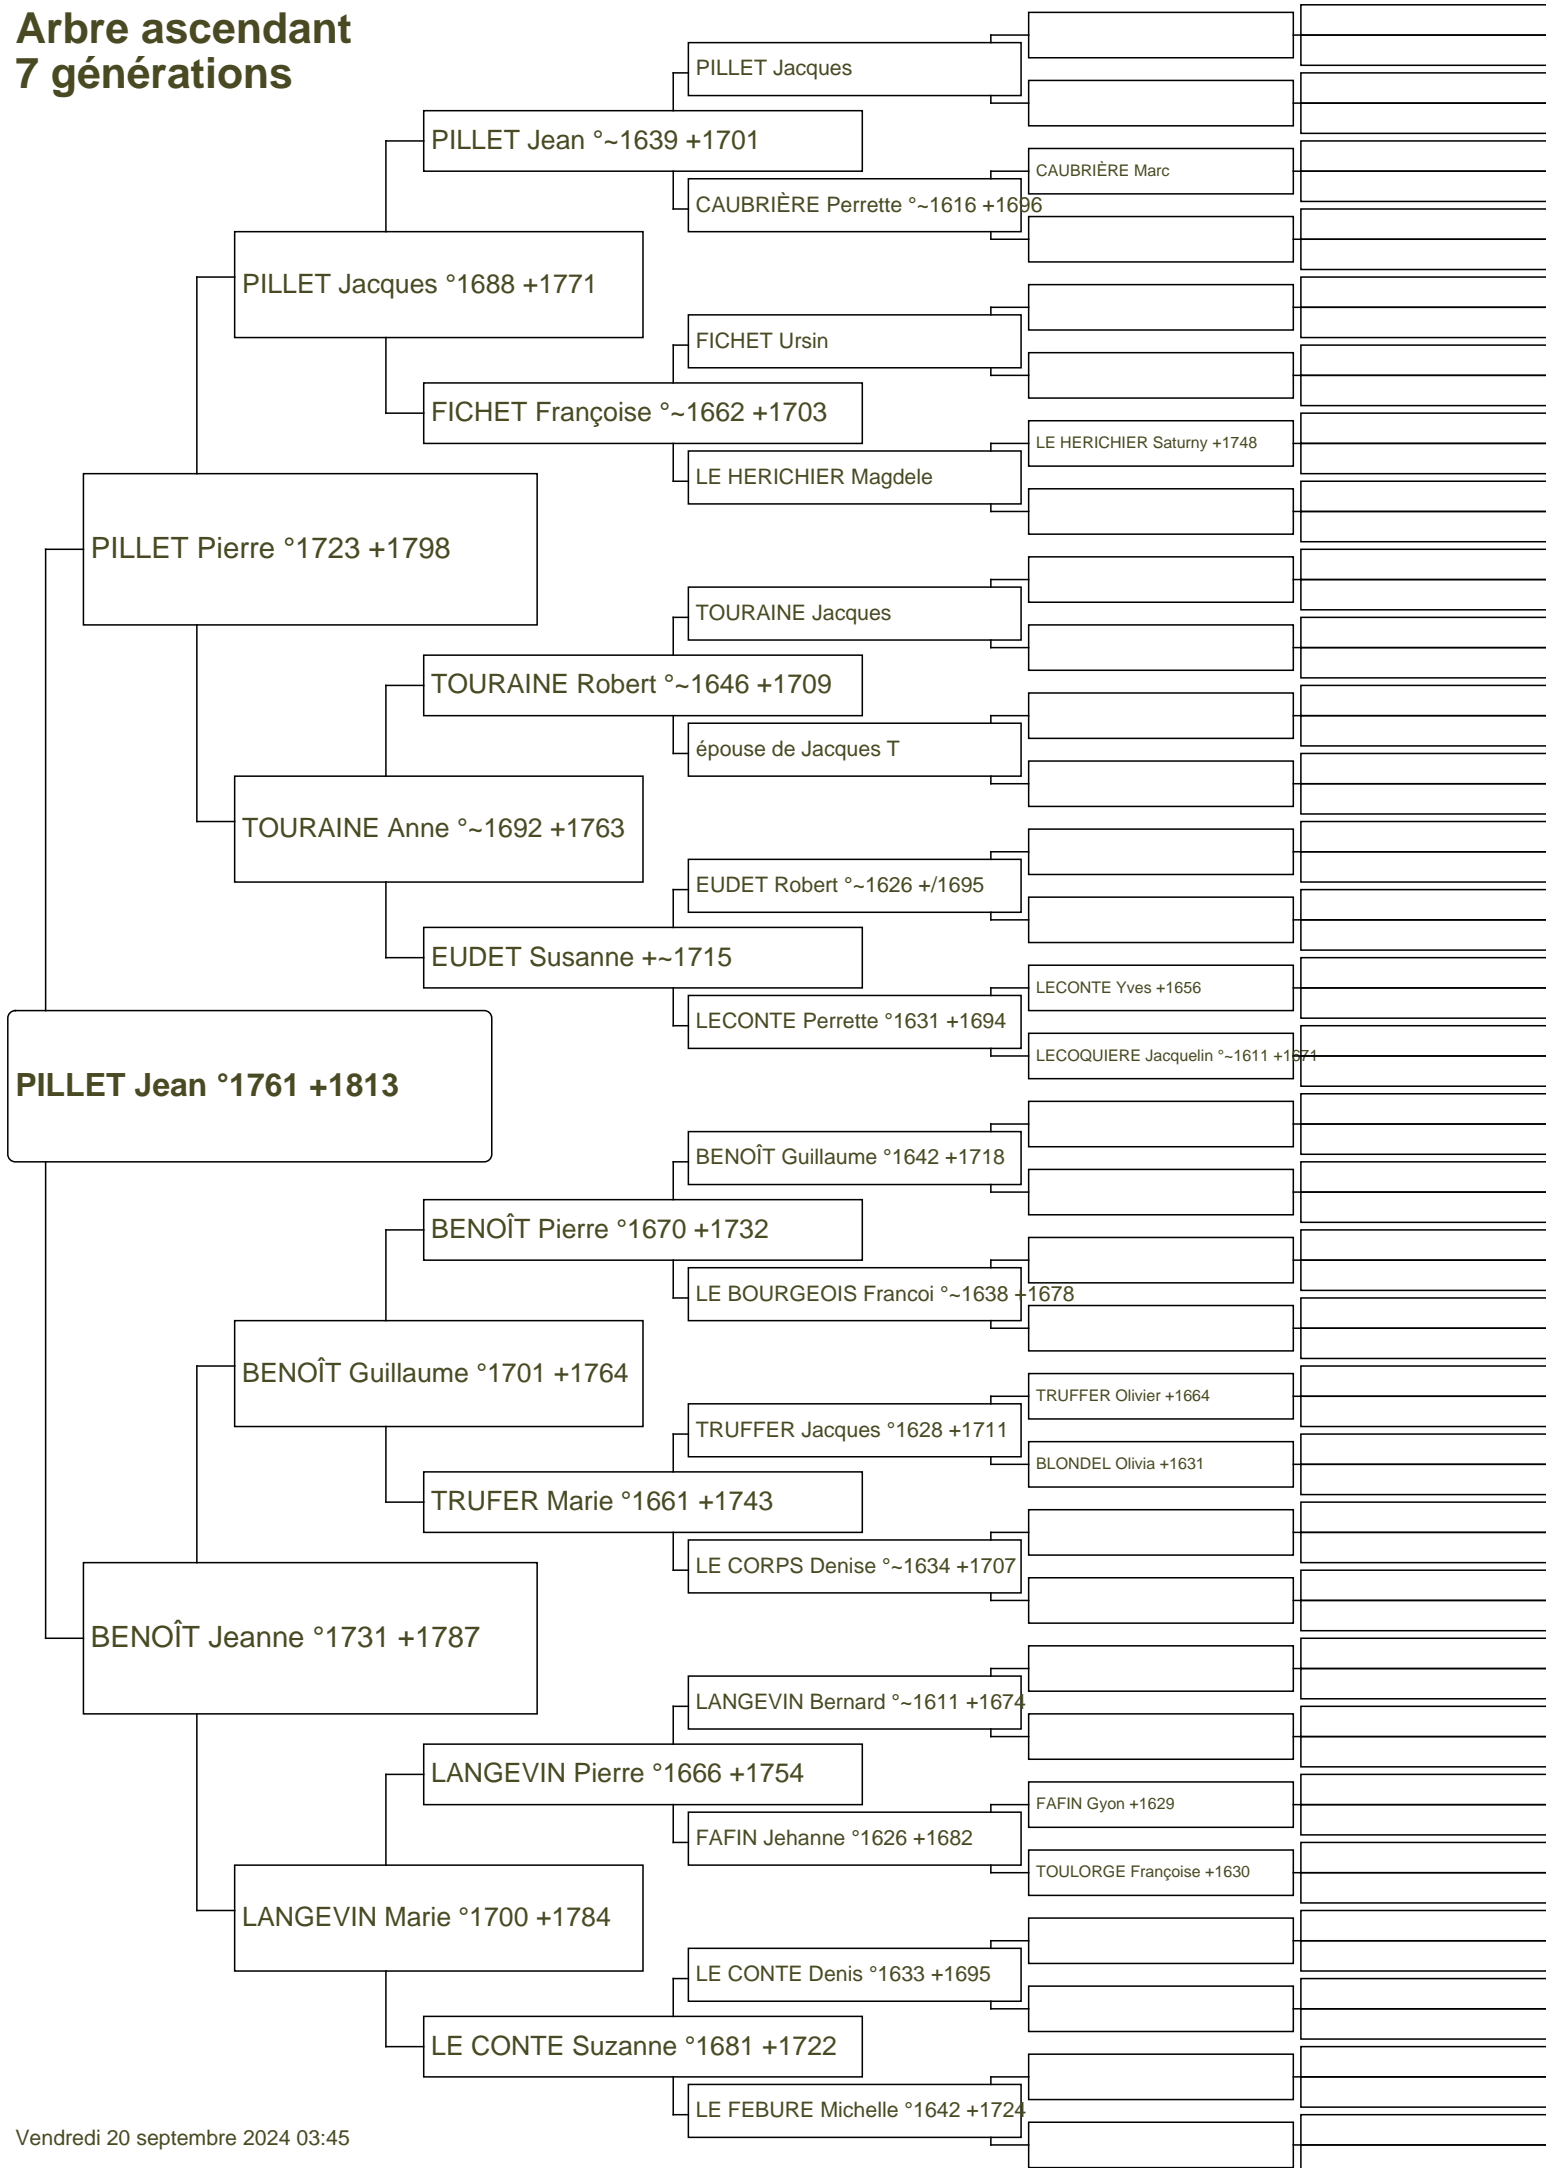 Arbre ascendant
7 générations
PILLET Jacques
PILLET Jean °~1639 +1701
CAUBRIÈRE Marc
CAUBRIÈRE Perrette °~1616 +1696
PILLET Jacques °1688 +1771
FICHET Ursin
FICHET Françoise °~1662 +1703
LE HERICHIER Saturny +1748
LE HERICHIER Magdele
PILLET Pierre °1723 +1798
TOURAINE Jacques
TOURAINE Robert °~1646 +1709
épouse de Jacques T
TOURAINE Anne °~1692 +1763
EUDET Robert °~1626 +/1695
EUDET Susanne +~1715
LECONTE Yves +1656
LECONTE Perrette °1631 +1694
LECOQUIERE Jacquelin °~1611 +1671
PILLET Jean °1761 +1813
BENOÎT Guillaume °1642 +1718
BENOÎT Pierre °1670 +1732
LE BOURGEOIS Francoi °~1638 +1678
BENOÎT Guillaume °1701 +1764
TRUFFER Olivier +1664
TRUFFER Jacques °1628 +1711
BLONDEL Olivia +1631
TRUFER Marie °1661 +1743
LE CORPS Denise °~1634 +1707
BENOÎT Jeanne °1731 +1787
LANGEVIN Bernard °~1611 +1674
LANGEVIN Pierre °1666 +1754
FAFIN Gyon +1629
FAFIN Jehanne °1626 +1682
TOULORGE Françoise +1630
LANGEVIN Marie °1700 +1784
LE CONTE Denis °1633 +1695
LE CONTE Suzanne °1681 +1722
LE FEBURE Michelle °1642 +1724
Vendredi 20 septembre 2024 03:45